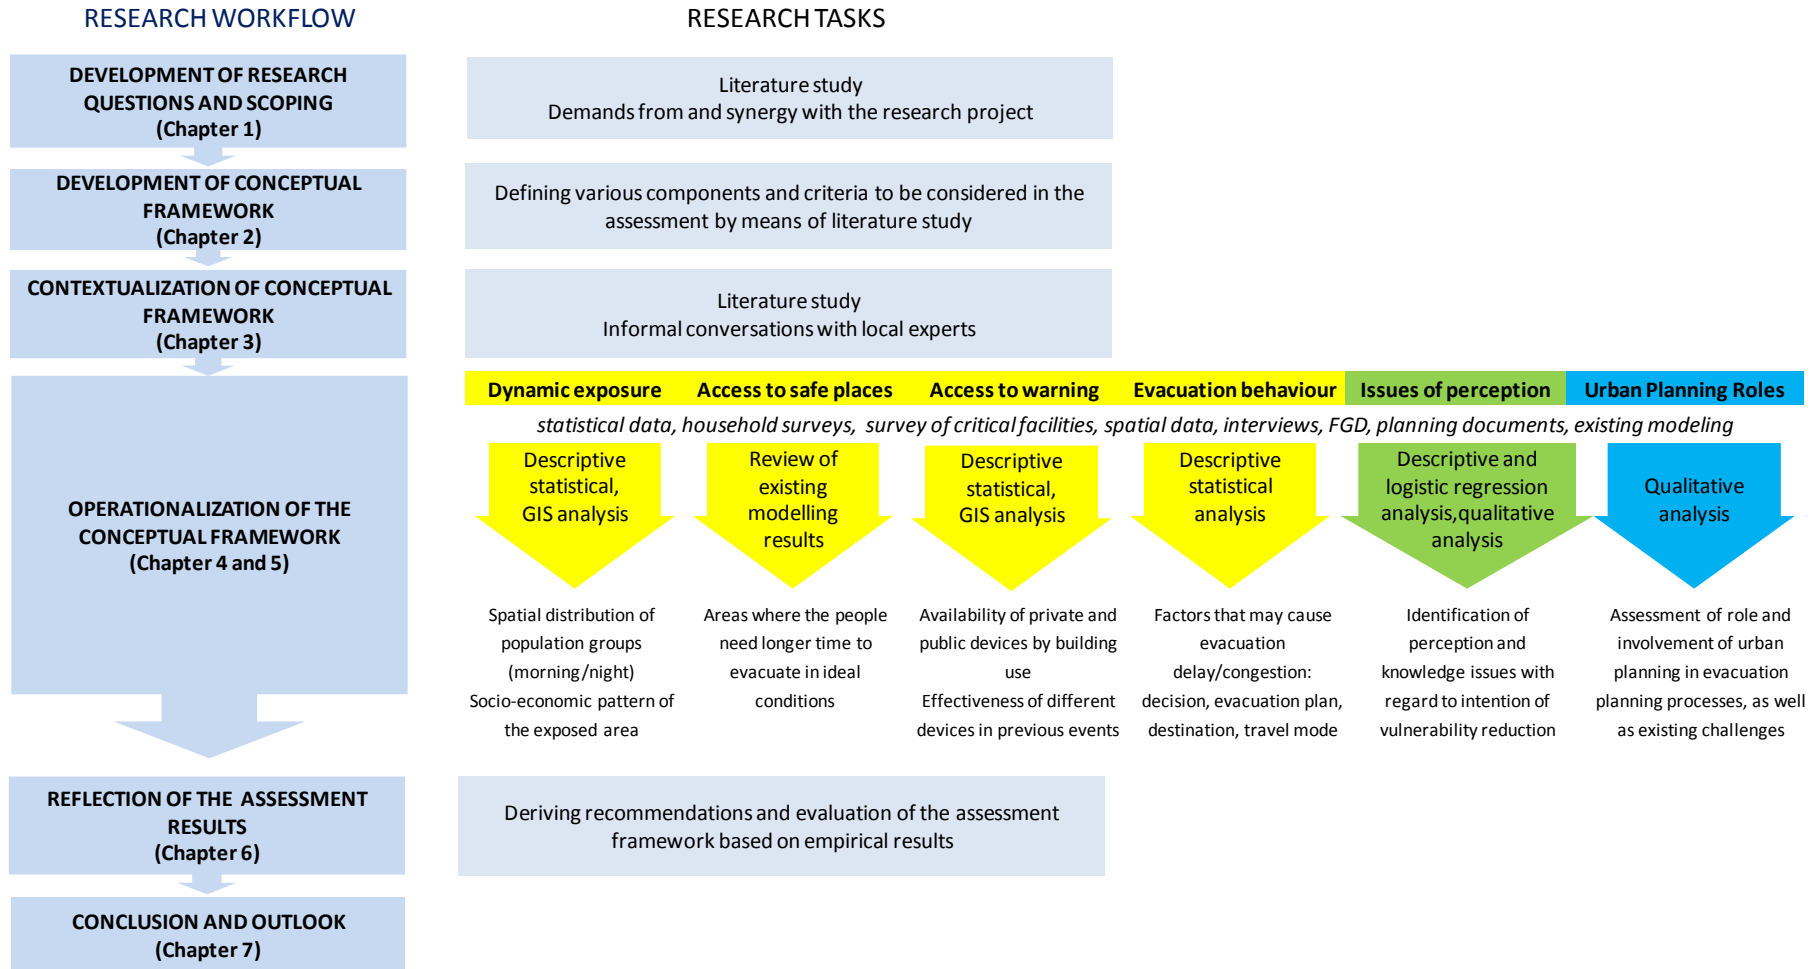 RESEARCH WORKFLOW
RESEARCH TASKS
DEVELOPMENT OF RESEARCH
QUESTIONS AND SCOPING
(Chapter 1)
Literature study
Demands from and synergy with the research project
DEVELOPMENT OF CONCEPTUAL
FRAMEWORK
(Chapter 2)
Defining various components and criteria to be considered in the
assessment by means of literature study
CONTEXTUALIZATION OF CONCEPTUAL
FRAMEWORK
(Chapter 3)
Literature study
Informal conversations with local experts
OPERATIONALIZATION OF THE
CONCEPTUAL FRAMEWORK
(Chapter 4 and 5)
Dynamic exposure
Access to safe places
Access to warning
Evacuation behaviour
Issues of perception
Urban Planning Roles
statistical data, household surveys, survey of critical facilities, spatial data, interviews, FGD, planning documents, existing modeling
Descriptive
statistical,
GIS analysis
Review of
existing
modelling
results
Descriptive
statistical,
GIS analysis
Descriptive
statistical
analysis
Descriptive and
logistic regression
analysis,qualitative
analysis
Qualitative
analysis
Spatial distribution of
population groups
(morning/night)
Socio-economic pattern of
the exposed area
Areas where the people
need longer time to
evacuate in ideal
conditions
Availability of private and
public devices by building
use
Effectiveness of different
devices in previous events
Factors that may cause
evacuation
delay/congestion:
decision, evacuation plan,
destination, travel mode
Identification of
perception and
knowledge issues with
regard to intention of
vulnerability reduction
Assessment of role and
involvement of urban
planning in evacuation
planning processes, as well
as existing challenges
REFLECTION OF THE ASSESSMENT
RESULTS
(Chapter 6)
Deriving recommendations and evaluation of the assessment
framework based on empirical results
CONCLUSION AND OUTLOOK
(Chapter 7)